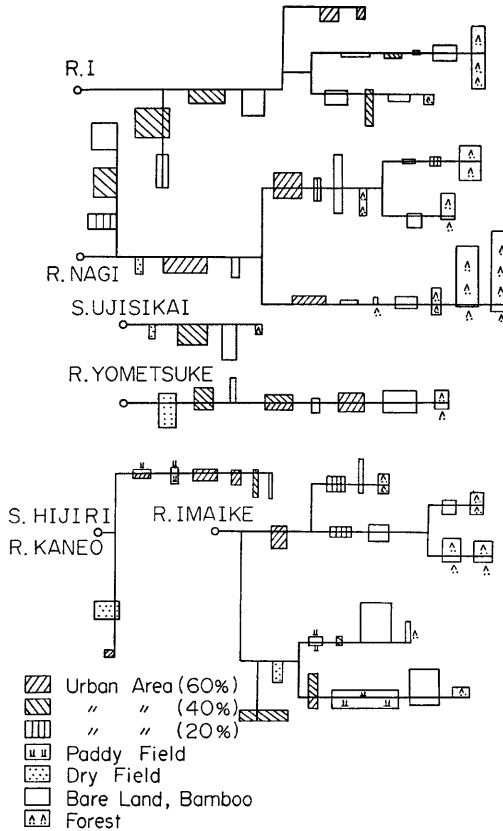 R.I
R.NAGI
S.UJISIKAI
R.YOMETSUKE
S.HIJIRI
R.KANEO
R.IMAIKE
Urban Area (60%)
〃 〃 (40%)
〃 〃 (20%)
Paddy Field
Dry Field
Bare Land, Bamboo
Forest